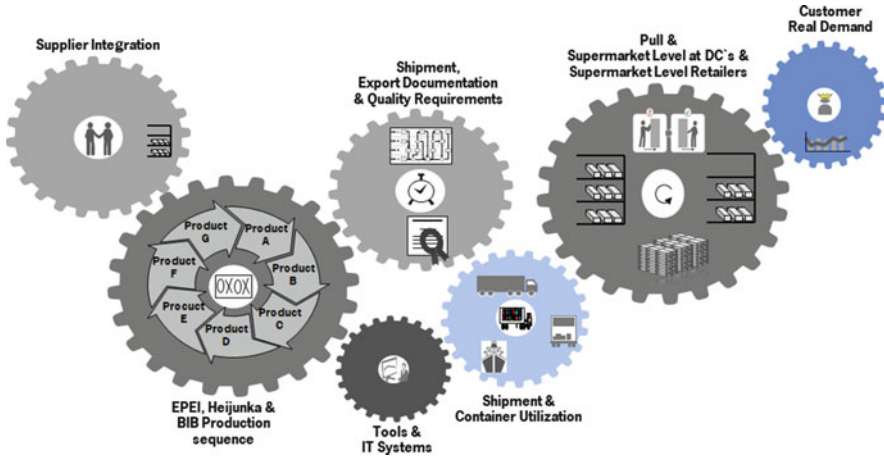 Supplier Integration
Shipment,
Export Documentation
& Quality Requirements
Pull &
Supermarket Level at DC`s &
Supermarket Level Retailers
Customer
Real Demand
Product
A
Product
B
Product
C
Product
D
Product
E
Product
F
Product
G
OXOX
EPEI, Heijunka &
BIB Production
sequence
Tools &
IT Systems
Shipment &
Container Utilization